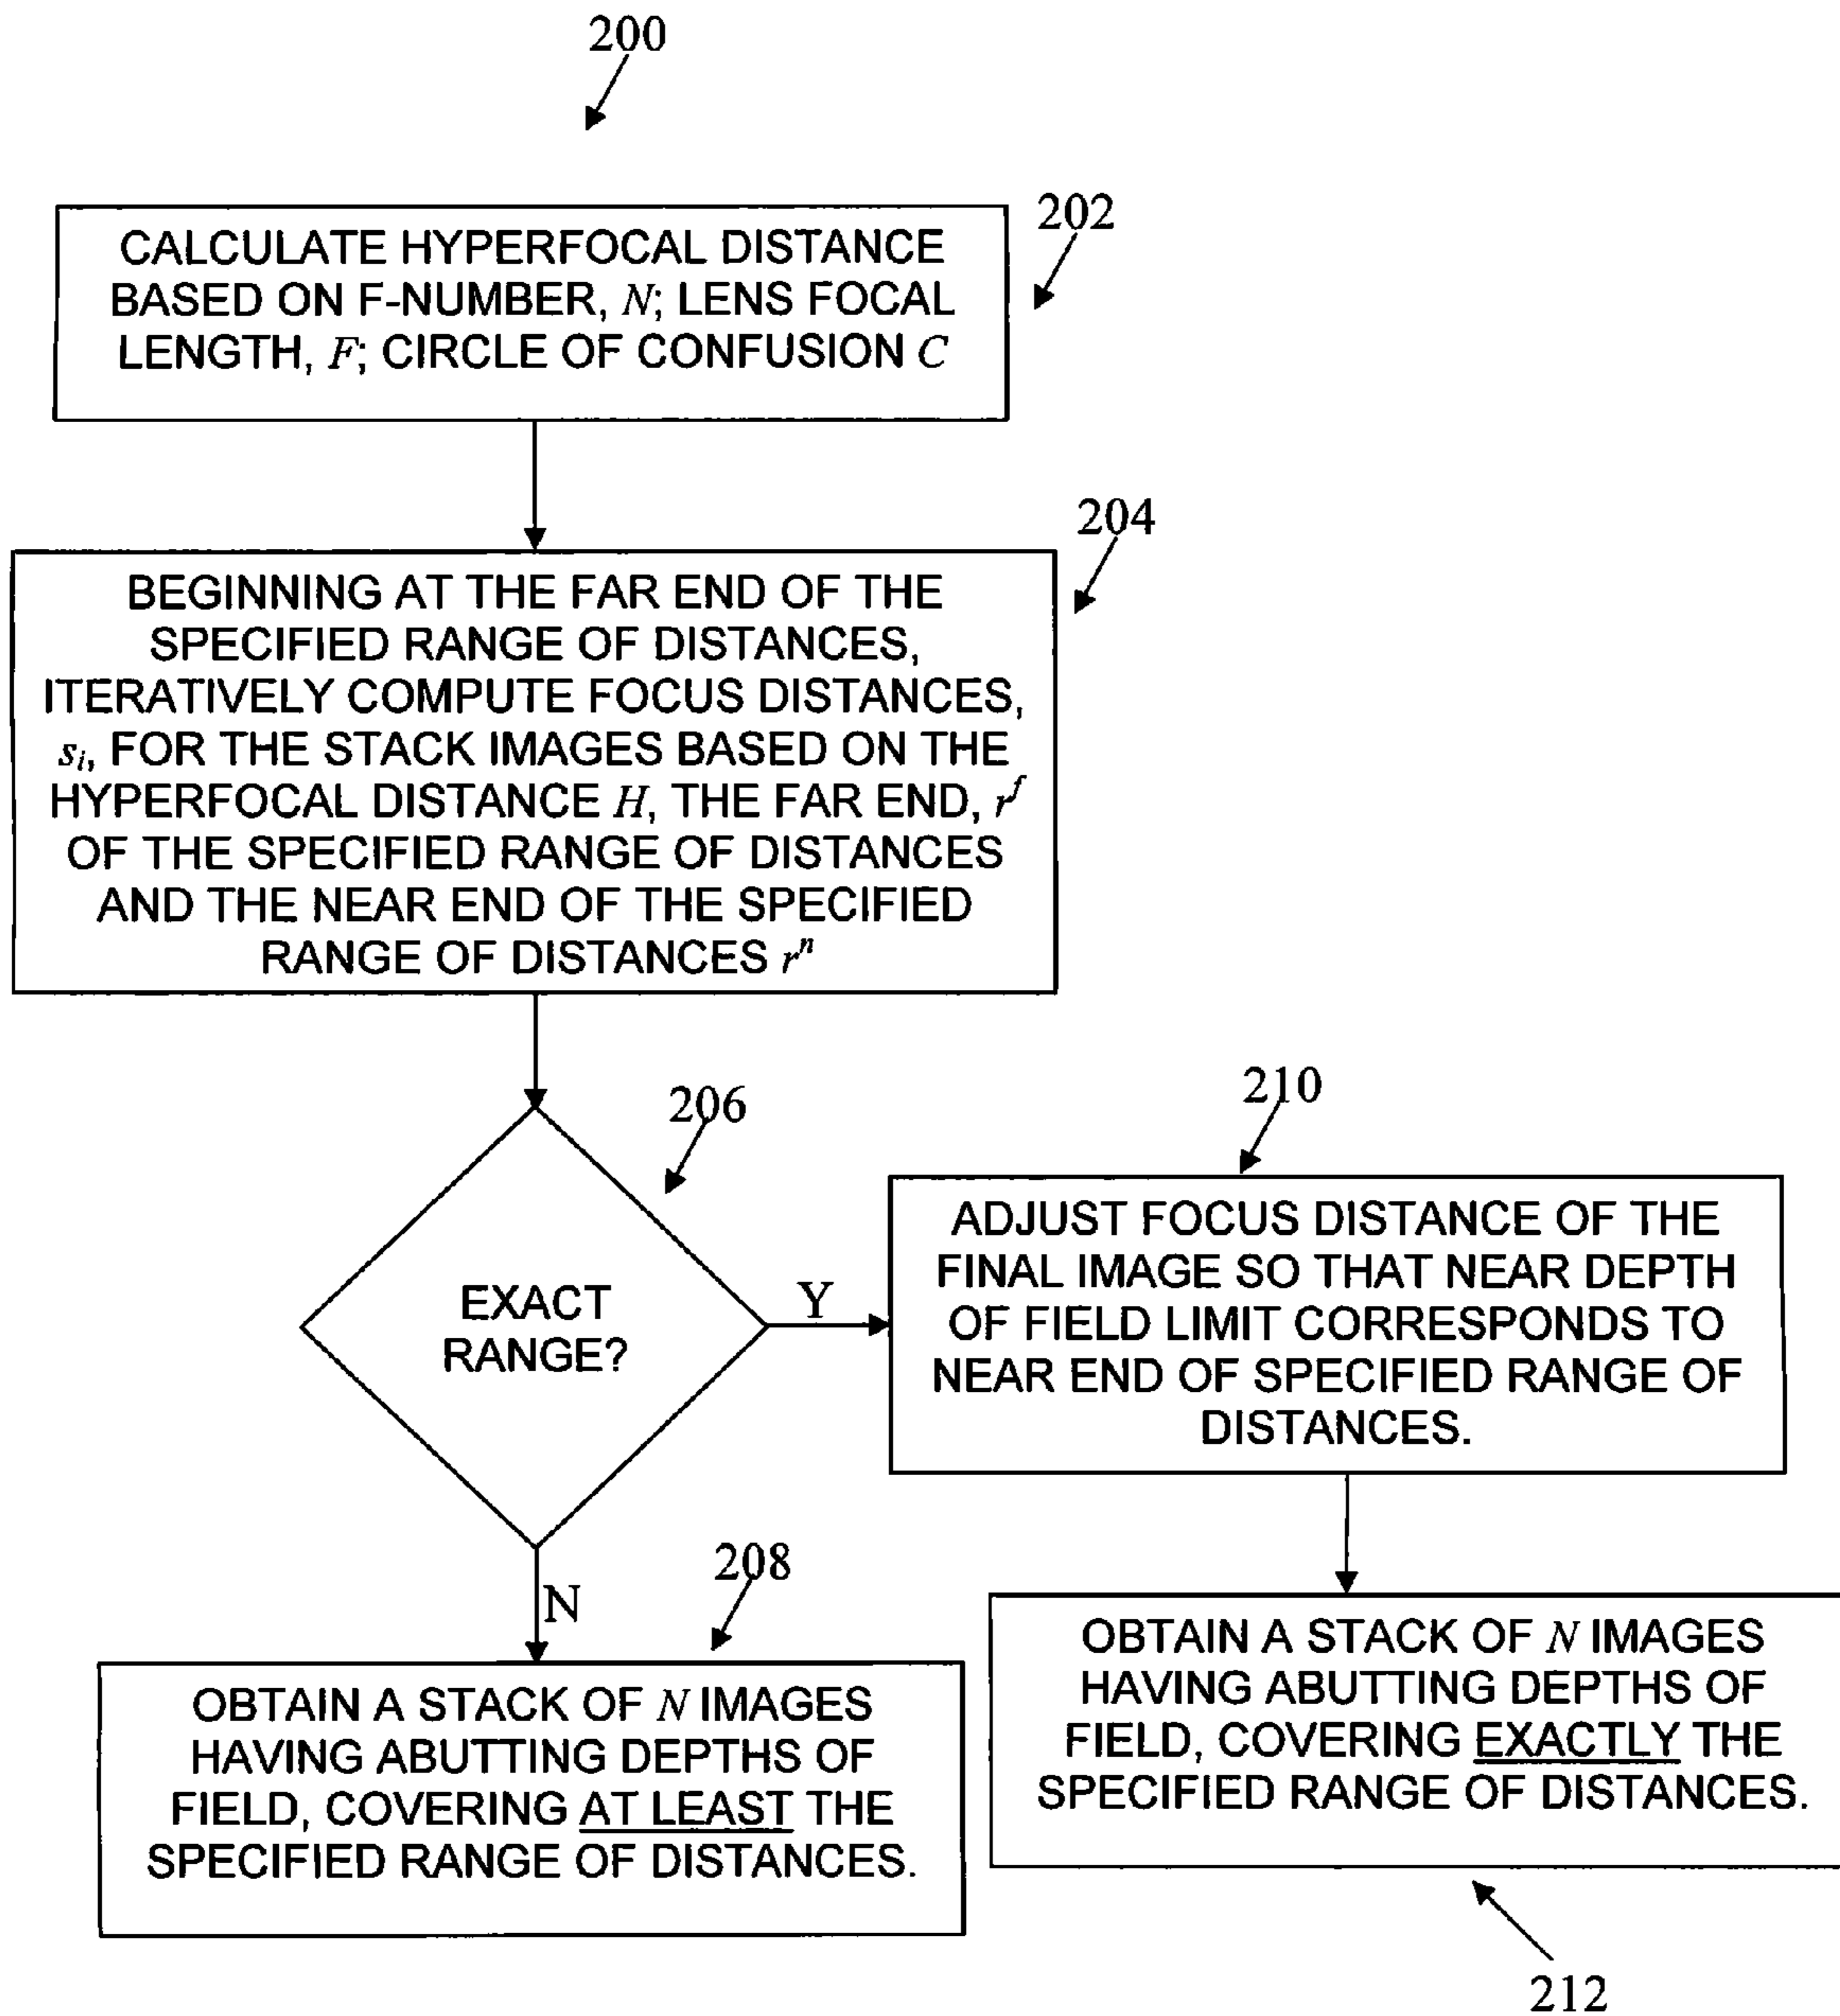 200
202
CALCULATE HYPERFOCAL DISTANCE
BASED ON F-NUMBER, N; LENS FOCAL
LENGTH, F; CIRCLE OF CONFUSION C
204
BEGINNING AT THE FAR END OF THE
SPECIFIED RANGE OF DISTANCES,
ITERATIVELY COMPUTE FOCUS DISTANCES,
s_i, FOR THE STACK IMAGES BASED ON THE
HYPERFOCAL DISTANCE H, THE FAR END, r^f
OF THE SPECIFIED RANGE OF DISTANCES
AND THE NEAR END OF THE SPECIFIED
RANGE OF DISTANCES r^n
206
EXACT
RANGE?
Y
210
ADJUST FOCUS DISTANCE OF THE
FINAL IMAGE SO THAT NEAR DEPTH
OF FIELD LIMIT CORRESPONDS TO
NEAR END OF SPECIFIED RANGE OF
DISTANCES.
N
208
OBTAIN A STACK OF N IMAGES
HAVING ABUTTING DEPTHS OF
FIELD, COVERING AT LEAST THE
SPECIFIED RANGE OF DISTANCES.
OBTAIN A STACK OF N IMAGES
HAVING ABUTTING DEPTHS OF
FIELD, COVERING EXACTLY THE
SPECIFIED RANGE OF DISTANCES.
212